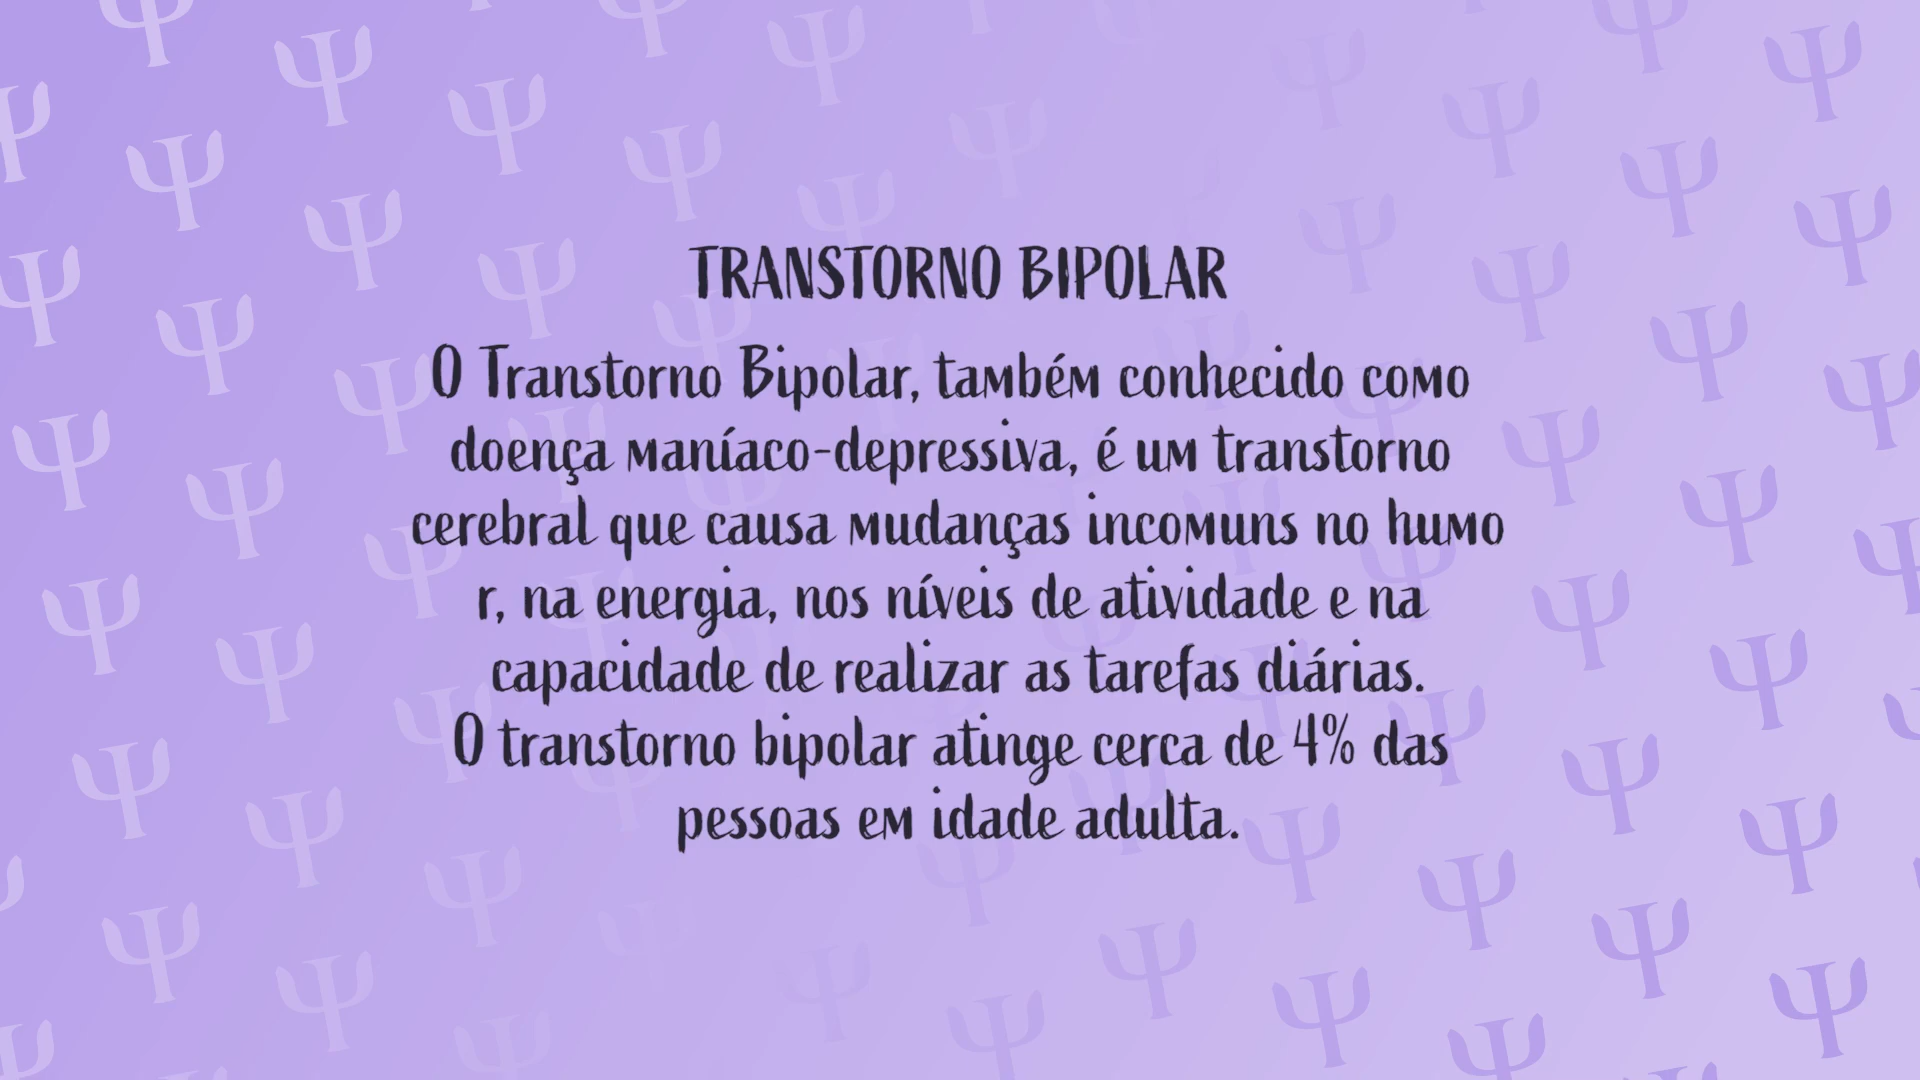 TRANSTORNO BIPOLAR
O Transtorno Bipolar, também conhecido como
doença maníaco-depressiva, é um transtorno
cerebral que causa mudanças incomuns no humo
r, na energia, nos níveis de atividade e na
capacidade de realizar as tarefas diárias.
O transtorno bipolar atinge cerca de 4% das
pessoas em idade adulta.